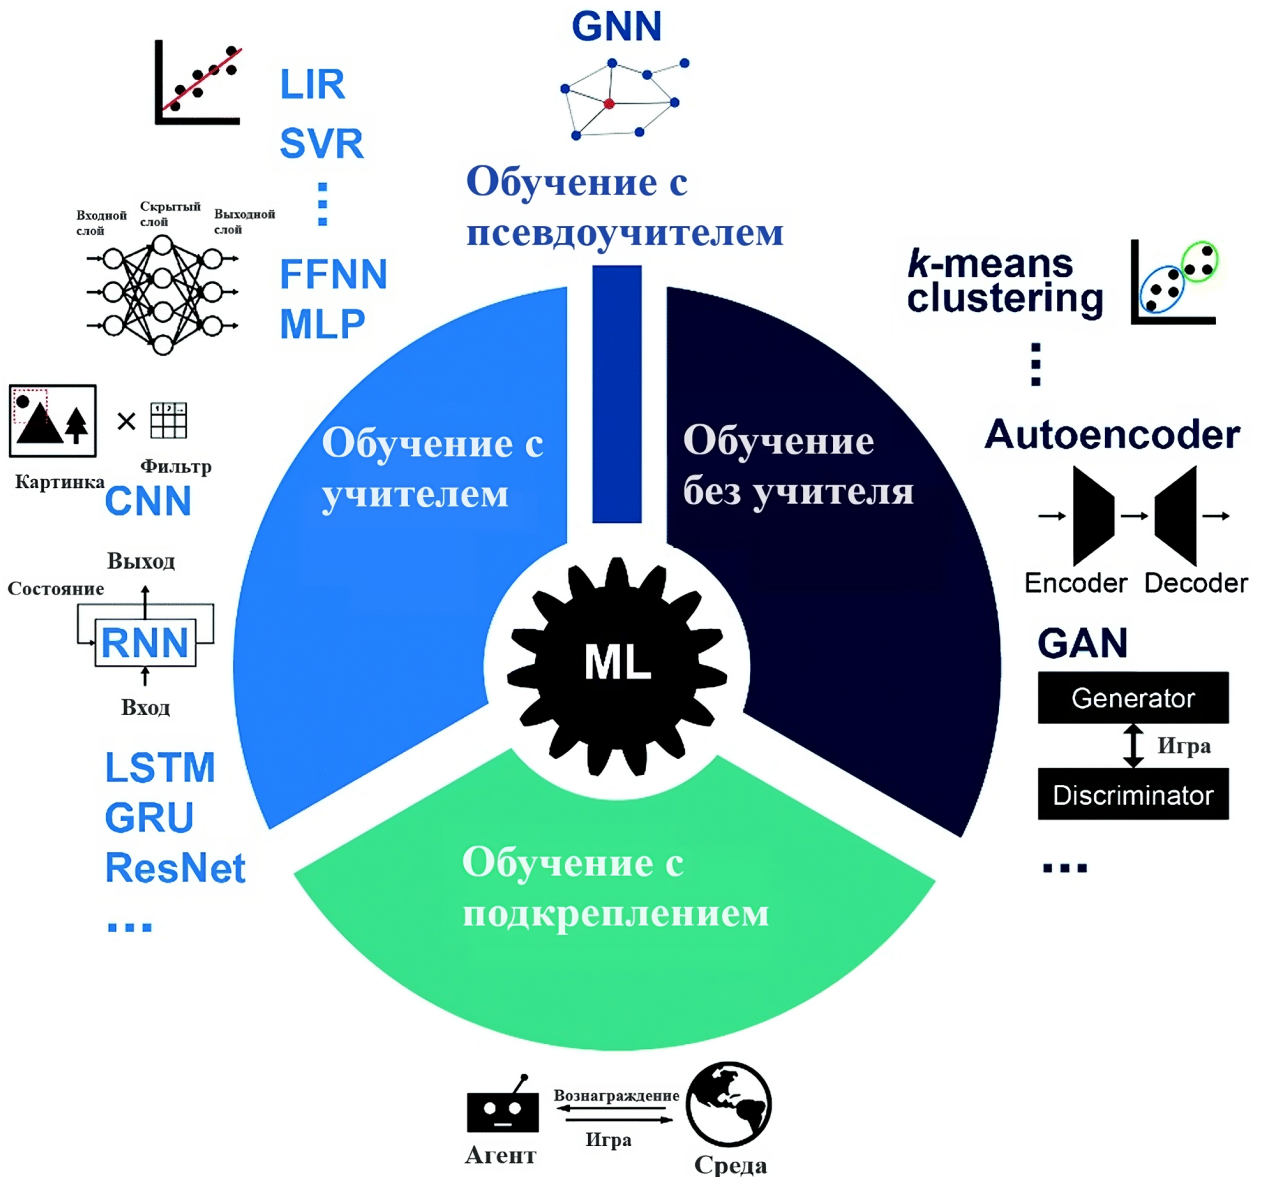 GNN
Обучение с
псевдоучителем
LIR
SVR
Входной
слой
Скрытый
слой
Выходной
слой
FFNN
MLP
Картинка
Фильтр
1 2 ...
CNN
Выход
Состояние
RNN
Вход
LSTM
GRU
ResNet
...
Обучение с
учителем
Обучение
без учителя
ML
Обучение с
подкреплением
k-means
clustering
Autoencoder
Encoder Decoder
GAN
Generator
Игра
Discriminator
...
Вознаграждение
Игра
Агент
Среда